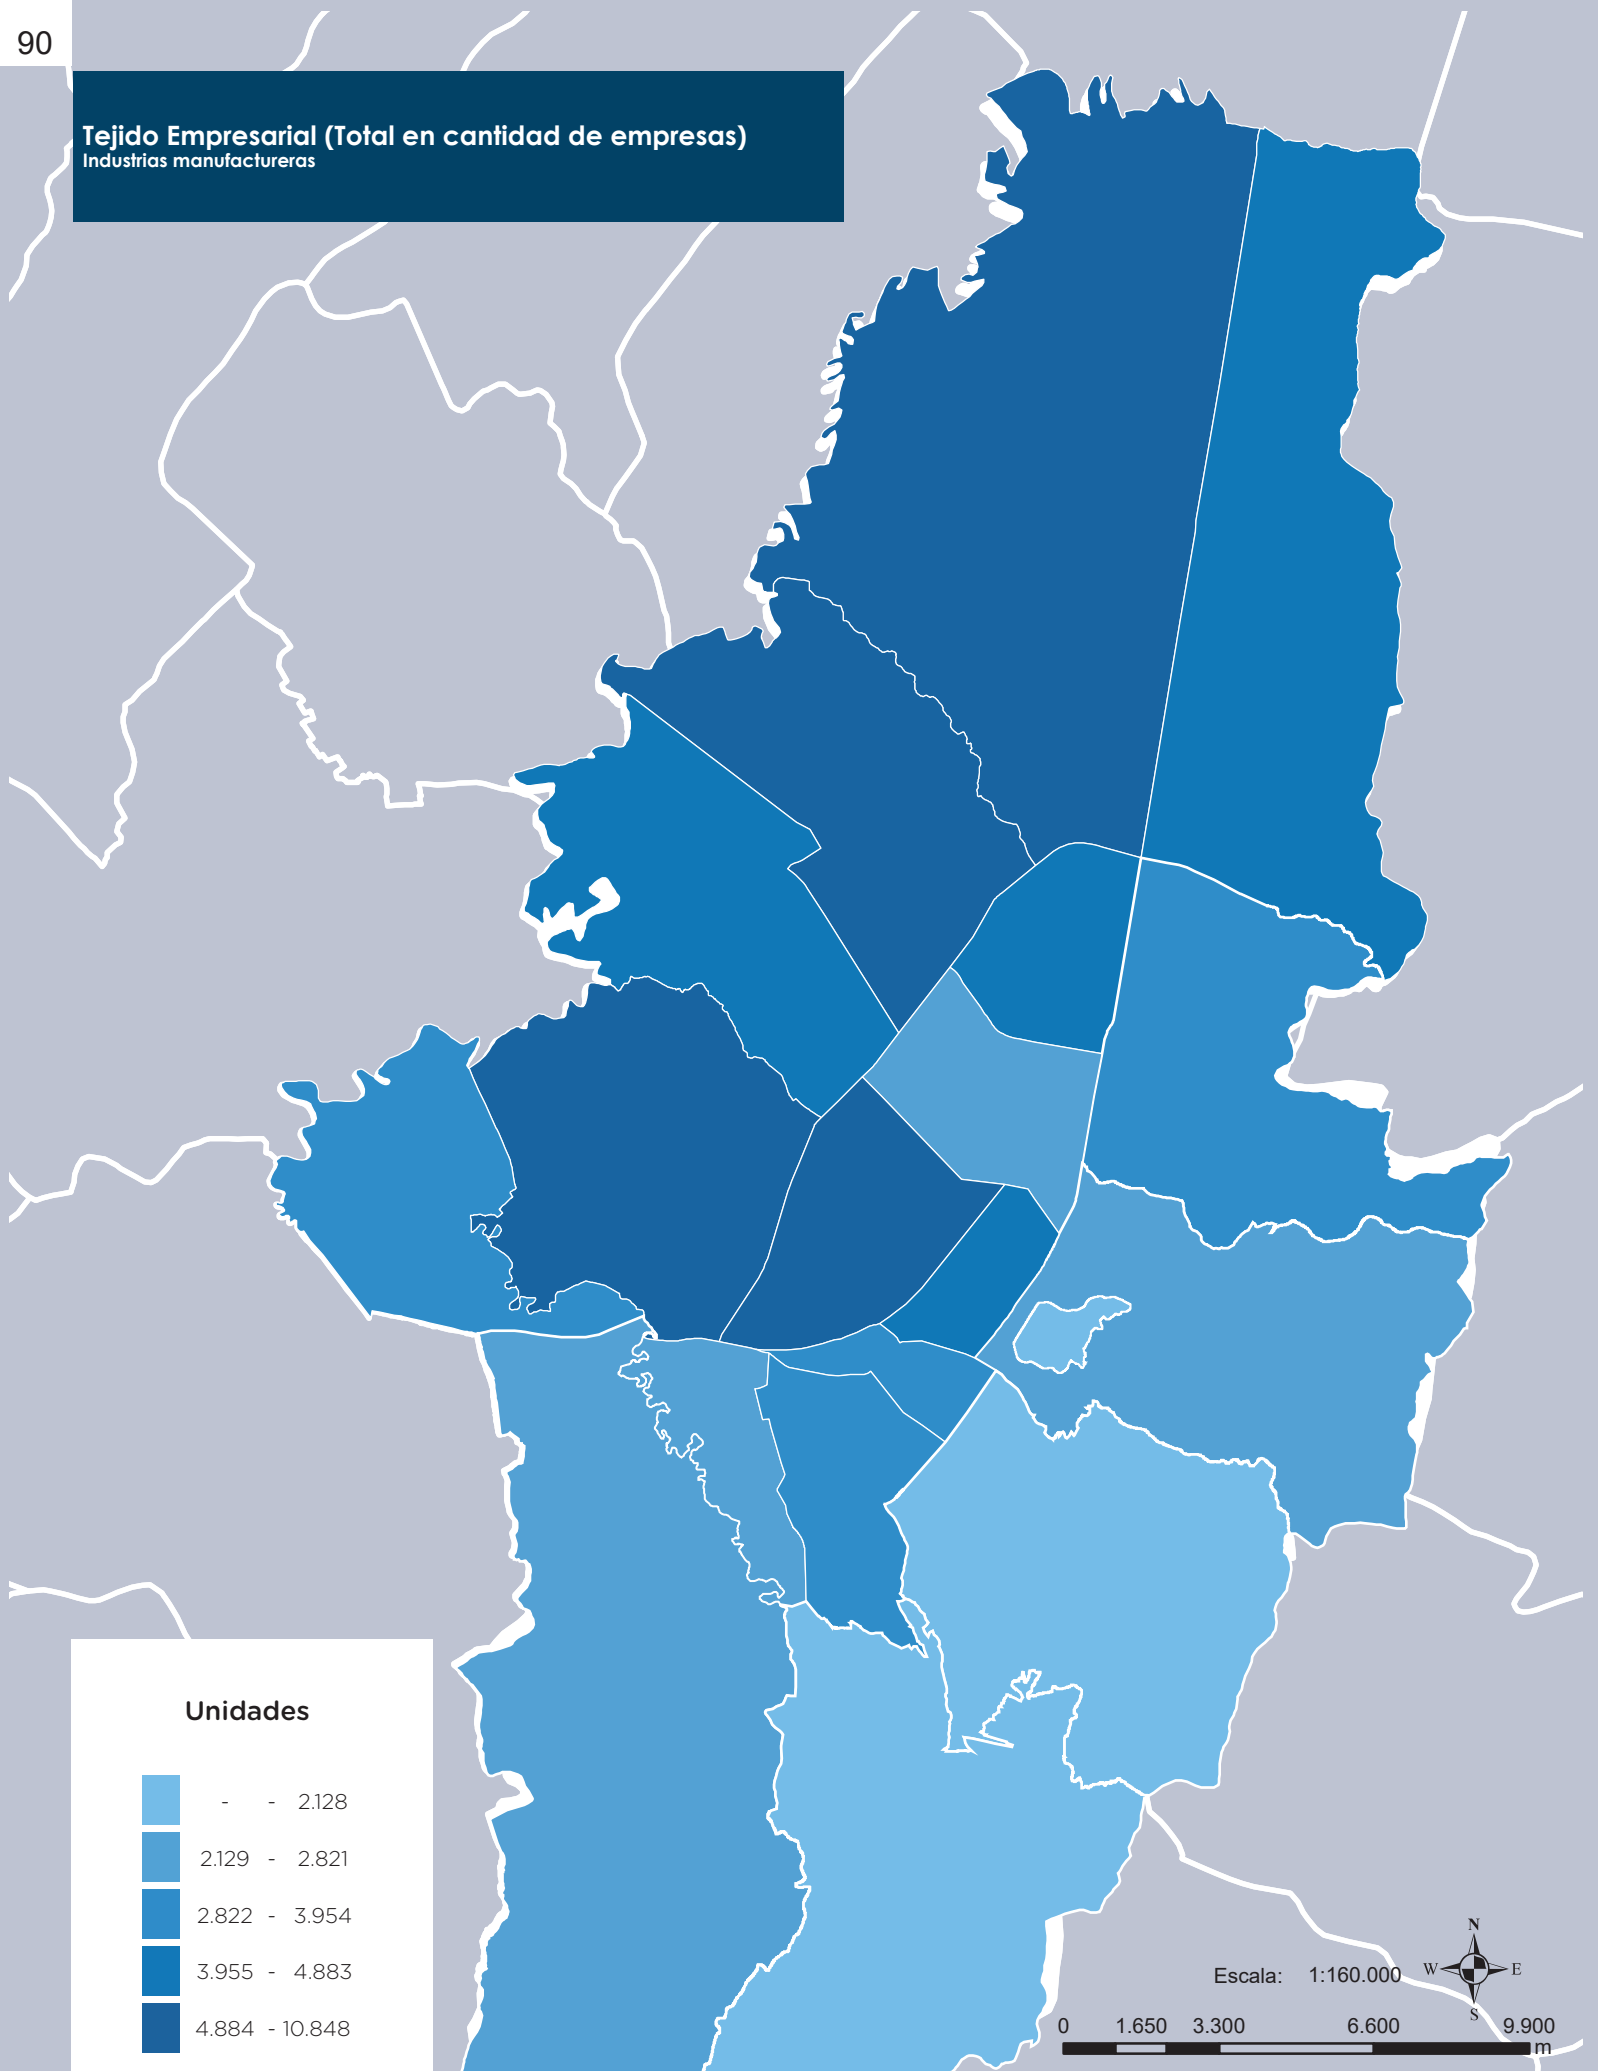 90
Tejido Empresarial (Total en cantidad de empresas)
Industrias manufactureras
Unidades
- - 2.128
2.129 - 2.821
2.822 - 3.954
3.955 - 4.883
4.884 - 10.848
Escala: 1:160.000
N
W E
S
0 1.650 3.300 6.600 9.900
m